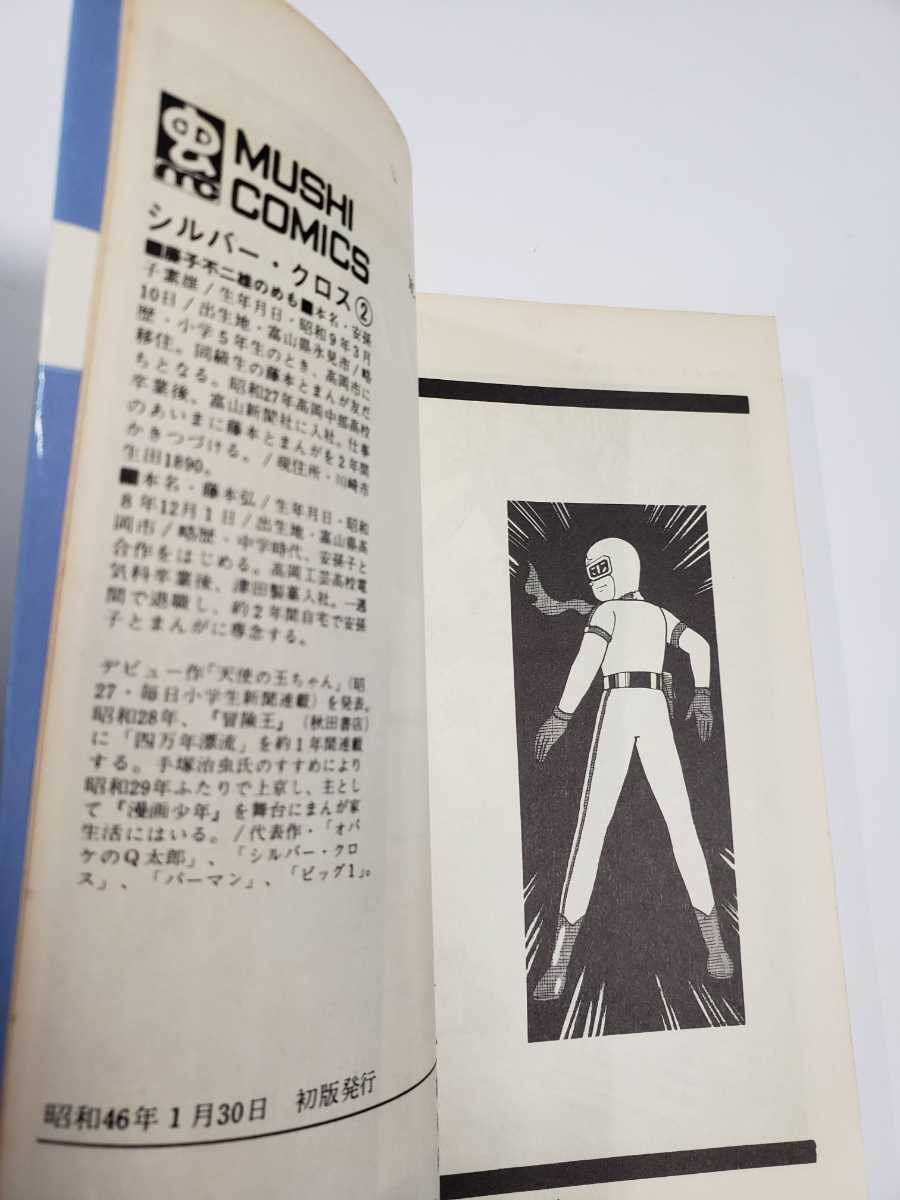 虫
mc
MUSHI
COMICS
シルバー・クロス②
■藤子不二雄のめも■本名・安孫
子素雄/生年月日・昭和9年3月
10日/出生地・富山県氷見市/略
歴・小学5年生のとき、高岡市に
移住。同級生の藤本とまんが友だ
ちとなる。昭和27年高岡中部高校
卒業後、富山新聞社に入社。仕事
のあいまに藤本とまんがを2年間
かきつづける。/現住所・川崎市
生田1890。
■本名・藤本弘/生年月日・昭和
8年12月1日/出生地・富山県高
岡市/略歴・中学時代、安孫子と
合作をはじめる。高岡工芸高校電
気科卒業後、津田製菓入社。一週
間で退職し、約2年間自宅で安孫
子とまんがに専念する。
デビュー作「天使の玉ちゃん」(昭
27・毎日小学生新聞連載)を発表。
昭和28年、『冒険王』(秋田書店)
に「四万年漂流」を約1年間連載
する。手塚治虫氏のすすめにより
昭和29年ふたりで上京し、主とし
て『漫画少年』を舞台にまんが家
生活にはいる。/代表作・「オバ
ケのQ太郎」、「シルバー・クロ
ス」、「パーマン」、「ビッグ1」。
昭和46年1月30日 初版発行